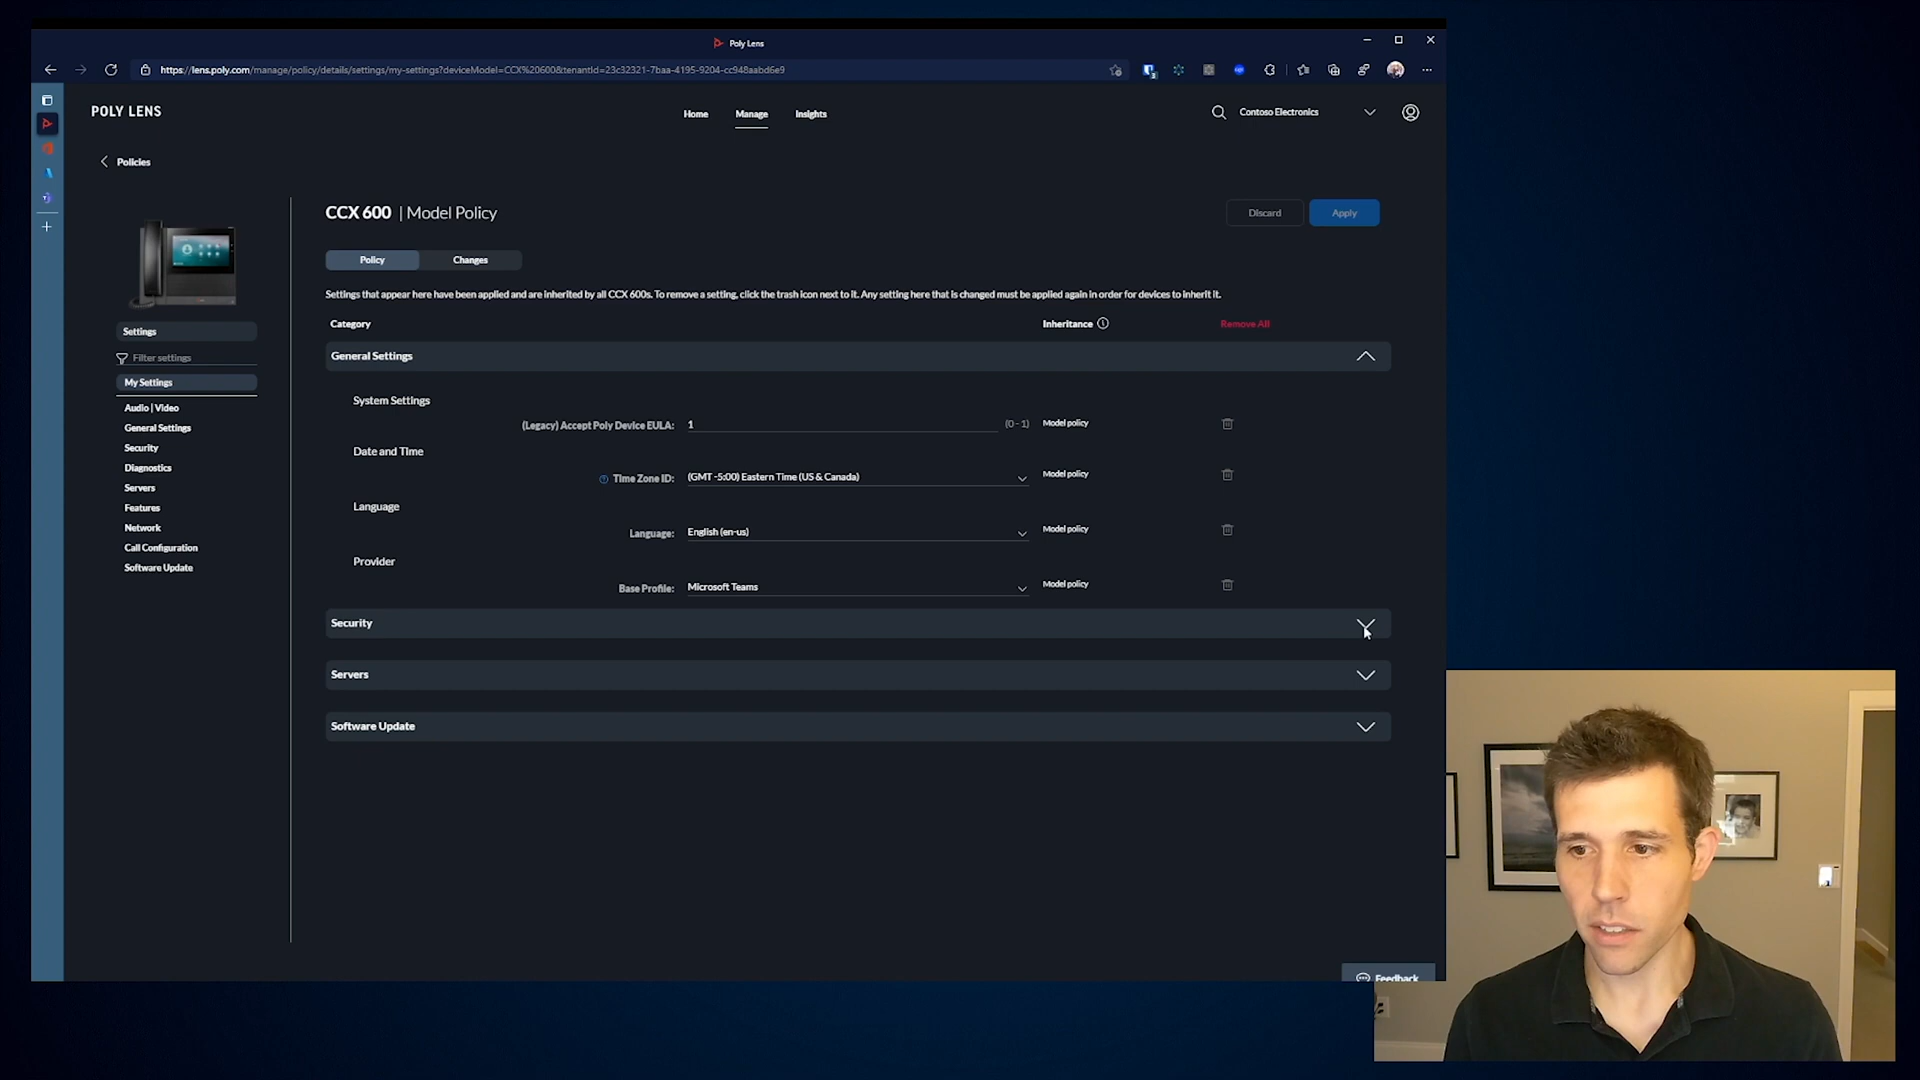 Poly Lens
https://lens.poly.com/manage/policy/details/settings/my-settings?deviceModel=CCX%20600&tenantId=23c32321-7baa-4195-9204-cc948aabd6e9
POLY LENS
Home
Manage
Insights
Contoso Electronics
Policies
CCX 600 | Model Policy
Discard
Apply
Policy
Changes
Settings that appear here have been applied and are inherited by all CCX 600s. To remove a setting, click the trash icon next to it. Any setting here that is changed must be applied again in order for devices to inherit it.
Category
Inheritance
Remove All
Settings
Filter settings
My Settings
Audio | Video
General Settings
Security
Diagnostics
Servers
Features
Network
Call Configuration
Software Update
General Settings
System Settings
(Legacy) Accept Poly Device EULA: 1 (0 - 1) Model policy
Date and Time
Time Zone ID: (GMT -5:00) Eastern Time (US & Canada) Model policy
Language
Language: English (en-us) Model policy
Provider
Base Profile: Microsoft Teams Model policy
Security
Servers
Software Update
Feedback